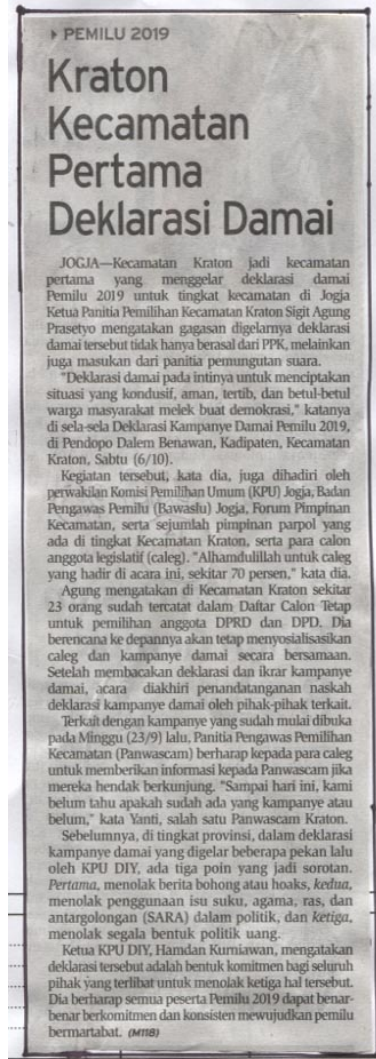 PEMILU 2019
Kraton
Kecamatan
Pertama
Deklarasi Damai
JOGJA—Kecamatan Kraton jadi kecamatan
pertama yang menggelar deklarasi damai
Pemilu 2019 untuk tingkat kecamatan di Jogja
Ketua Panitia Pemilihan Kecamatan Kraton Sigit Agung
Prasetyo mengatakan gagasan digelarnya deklarasi
damai tersebut tidak hanya berasal dari PPK, melainkan
juga masukan dari panitia pemungutan suara.
"Deklarasi damai pada intinya untuk menciptakan
situasi yang kondusif, aman, tertib, dan betul-betul
warga masyarakat melek buat demokrasi," katanya
di sela-sela Deklarasi Kampanye Damai Pemilu 2019,
di Pendopo Dalem Benawan, Kadipaten, Kecamatan
Kraton, Sabtu (6/10).
Kegiatan tersebut, kata dia, juga dihadiri oleh
perwakilan Komisi Pemilihan Umum (KPU) Jogja, Badan
Pengawas Pemilu (Bawaslu) Jogja, Forum Pimpinan
Kecamatan, serta sejumlah pimpinan parpol yang
ada di tingkat Kecamatan Kraton, serta para calon
anggota legislatif (caleg). "Alhamdulillah untuk caleg
yang hadir di acara ini, sekitar 70 persen," kata dia.
Agung mengatakan di Kecamatan Kraton sekitar
23 orang sudah tercatat dalam Daftar Calon Tetap
untuk pemilihan anggota DPRD dan DPD. Dia
berencana ke depannya akan tetap menyosialisasikan
caleg dan kampanye damai secara bersamaan.
Setelah membacakan deklarasi dan ikrar kampanye
damai, acara diakhiri penandatanganan naskah
deklarasi kampanye damai oleh pihak-pihak terkait.
Terkait dengan kampanye yang sudah mulai dibuka
pada Minggu (23/9) lalu, Panitia Pengawas Pemilihan
Kecamatan (Panwascam) berharap kepada para caleg
untuk memberikan informasi kepada Panwascam jika
mereka hendak berkunjung. "Sampai hari ini, kami
belum tahu apakah sudah ada yang kampanye atau
belum," kata Yanti, salah satu Panwascam Kraton.
Sebelumnya, di tingkat provinsi, dalam deklarasi
kampanye damai yang digelar beberapa pekan lalu
oleh KPU DIY, ada tiga poin yang jadi sorotan.
Pertama, menolak berita bohong atau hoaks, kedua,
menolak penggunaan isu suku, agama, ras, dan
antargolongan (SARA) dalam politik, dan ketiga,
menolak segala bentuk politik uang.
Ketua KPU DIY, Hamdan Kurniawan, mengatakan
deklarasi tersebut adalah bentuk komitmen bagi seluruh
pihak yang terlibat untuk menolak ketiga hal tersebut.
Dia berharap semua peserta Pemilu 2019 dapat benar-
benar berkomitmen dan konsisten mewujudkan pemilu
bermartabat. (M118)